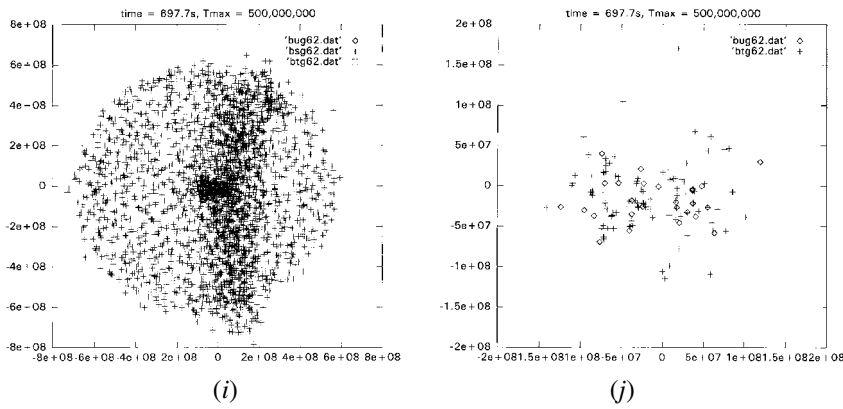 time = 697.7s, Tmax = 500,000,000
8e+08
6e+08
4e+08
2e+08
0
-2e+08
-4e+08
-6e+08
-8e+08
-8e+08-6e+08-4e+08-2e+08 0 2e+08 4e+08 6e+08 8e+08
'bug62.dat'
'bsg62.dat'
'btg62.dat'
(i)
time = 697.7s, Tmax = 500,000,000
2e+08
1.5e+08
1e+08
5e+07
0
-5e+07
-1e+08
-1.5e+08
-2e+08
-2e+081.5e+08-1e+08-5e+07 0 5e+07 1e+081.5e+082e+08
'bug62.dat'
'btg62.dat'
(j)